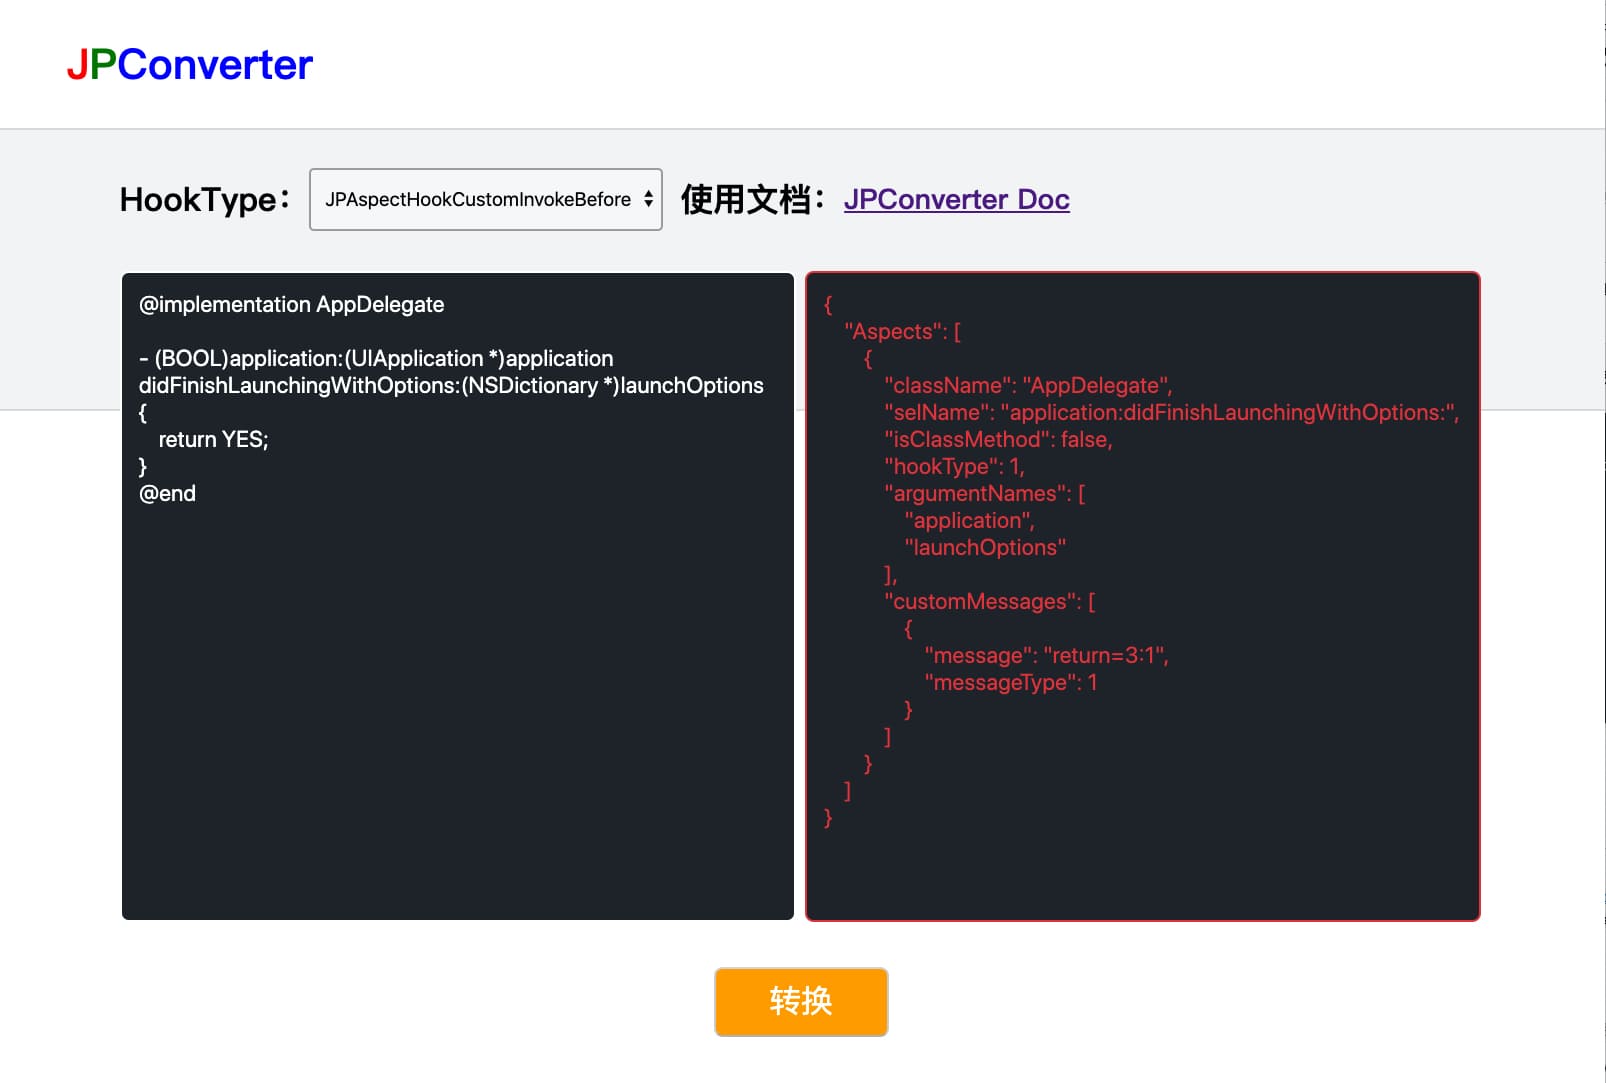 JPConverter
HookType： JPAspectHookCustomInvokeBefore 使用文档： JPConverter Doc
@implementation AppDelegate
- (BOOL)application:(UIApplication *)application
didFinishLaunchingWithOptions:(NSDictionary *)launchOptions
{
return YES;
}
@end
{
"Aspects": [
{
"className": "AppDelegate",
"selName": "application:didFinishLaunchingWithOptions:",
"isClassMethod": false,
"hookType": 1,
"argumentNames": [
"application",
"launchOptions"
],
"customMessages": [
{
"message": "return=3:1",
"messageType": 1
}
]
}
]
}
转换